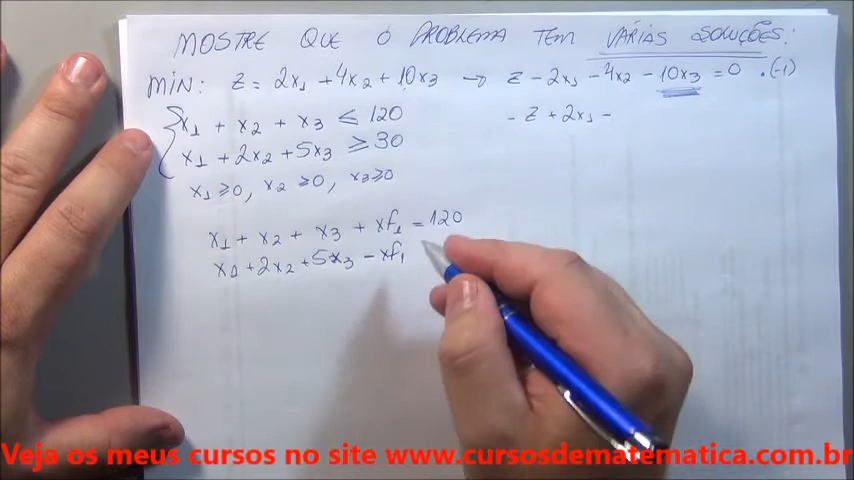 MOSTRE QUE O PROBLEMA TEM VÁRIAS SOLUÇÕES:
MIN: Z = 2x1 + 4x2 + 10x3 → Z - 2x1 - 4x2 - 10x3 = 0 .(-1)
x1 + x2 + x3 ≤ 120 - Z + 2x1 -
x1 + 2x2 + 5x3 ≥ 30
x1 ≥ 0, x2 ≥ 0, x3 ≥ 0
x1 + x2 + x3 + xf1 = 120
x1 + 2x2 + 5x3 - xf1
Veja os meus cursos no site www.cursosdematematica.com.br